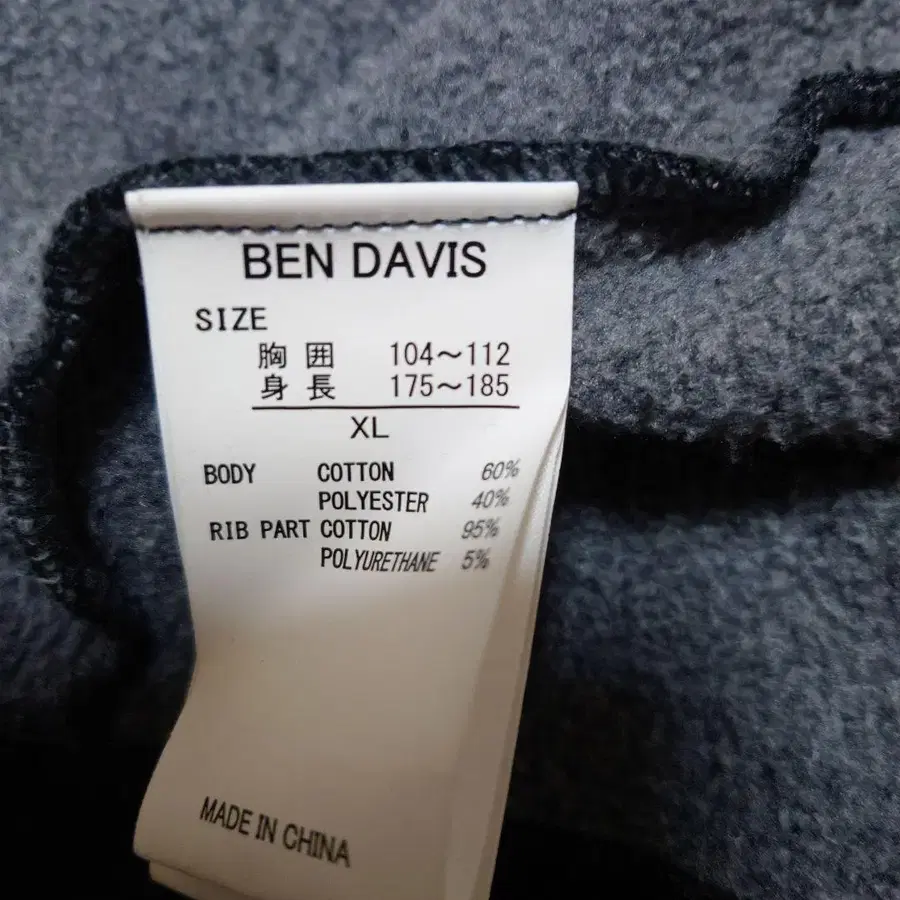 BEN DAVIS
SIZE
胸囲 104～112
身長 175～185
XL
BODY COTTON 60%
POLYESTER 40%
RIB PART COTTON 95%
POLYURETHANE 5%
MADE IN CHINA